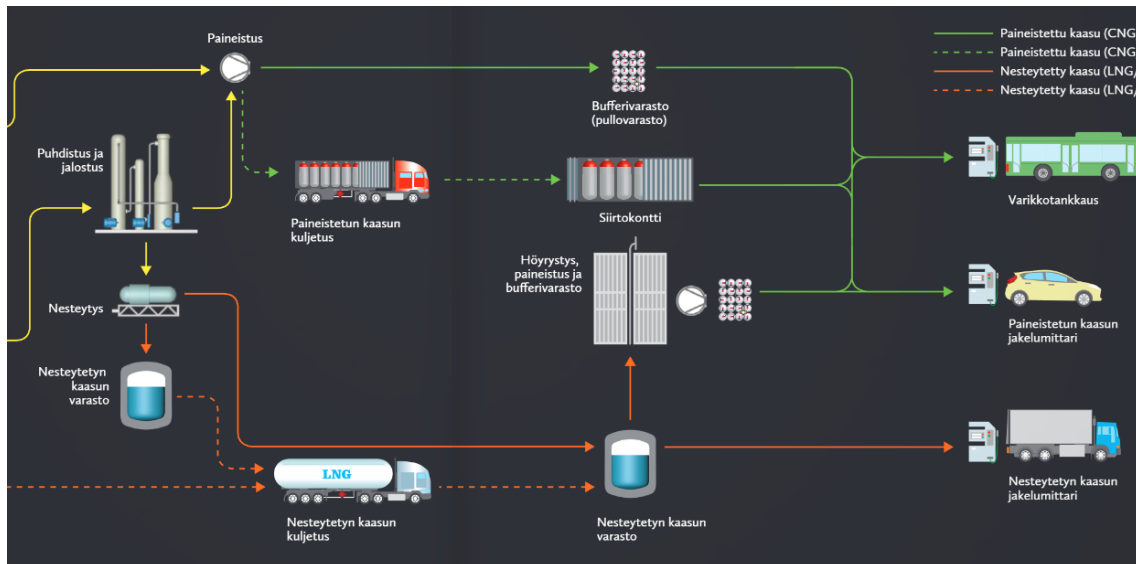 Paineistus
Paineistettu kaasu (CNG
Paineistettu kaasu (CNG
Nesteytetty kaasu (LNG/
Nesteytetty kaasu (LNG/
Bufferivarasto
(pullovarasto)
Puhdistus ja
jalostus
Paineistetun kaasun
kuljetus
Siirtokontti
Varikkotankkaus
Höyrystys,
paineistus ja
bufferivarasto
Nesteytys
Paineistetun kaasun
jakelumittari
Nesteytetyn
kaasun
varasto
LNG
Nesteytetyn kaasun
kuljetus
Nesteytetyn kaasun
varasto
Nesteytetyn kaasun
jakelumittari